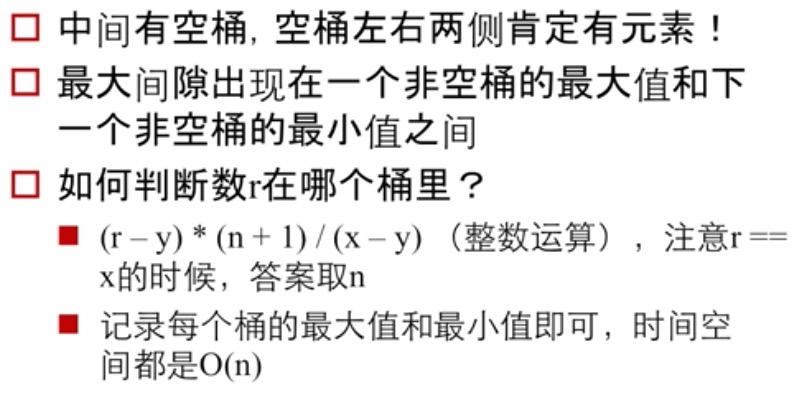 中间有空桶, 空桶左右两侧肯定有元素！
最大间隙出现在一个非空桶的最大值和下
一个非空桶的最小值之间
如何判断数r在哪个桶里？
(r – y) * (n + 1) / (x – y) （整数运算），注意r ==
x的时候，答案取n
记录每个桶的最大值和最小值即可，时间空
间都是O(n)